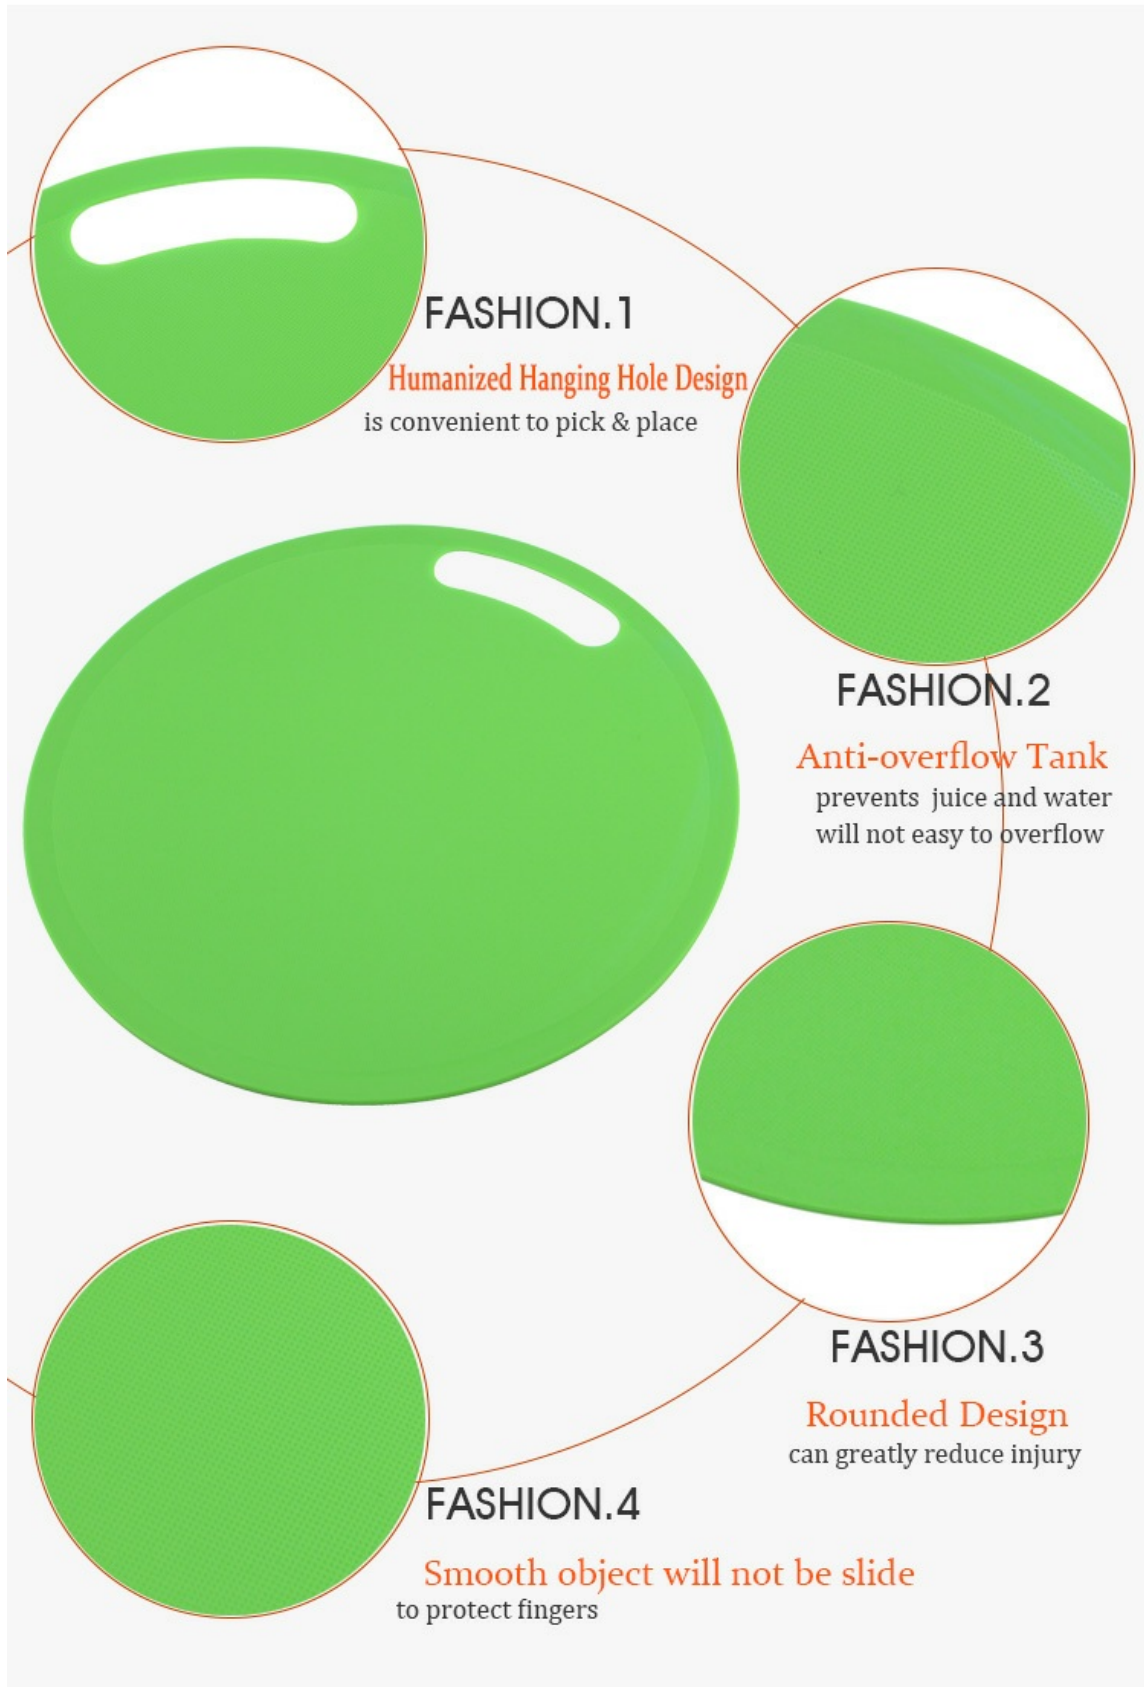 FASHION.1
Humanized Hanging Hole Design
is convenient to pick & place
FASHION.2
Anti-overflow Tank
prevents juice and water
will not easy to overflow
FASHION.3
Rounded Design
can greatly reduce injury
FASHION.4
Smooth object will not be slide
to protect fingers